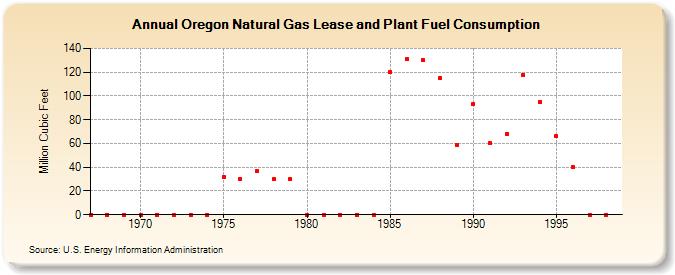 Annual Oregon Natural Gas Lease and Plant Fuel Consumption
Million Cubic Feet
140
120
100
80
60
40
20
0
1970 1975 1980 1985 1990 1995
Source: U.S. Energy Information Administration